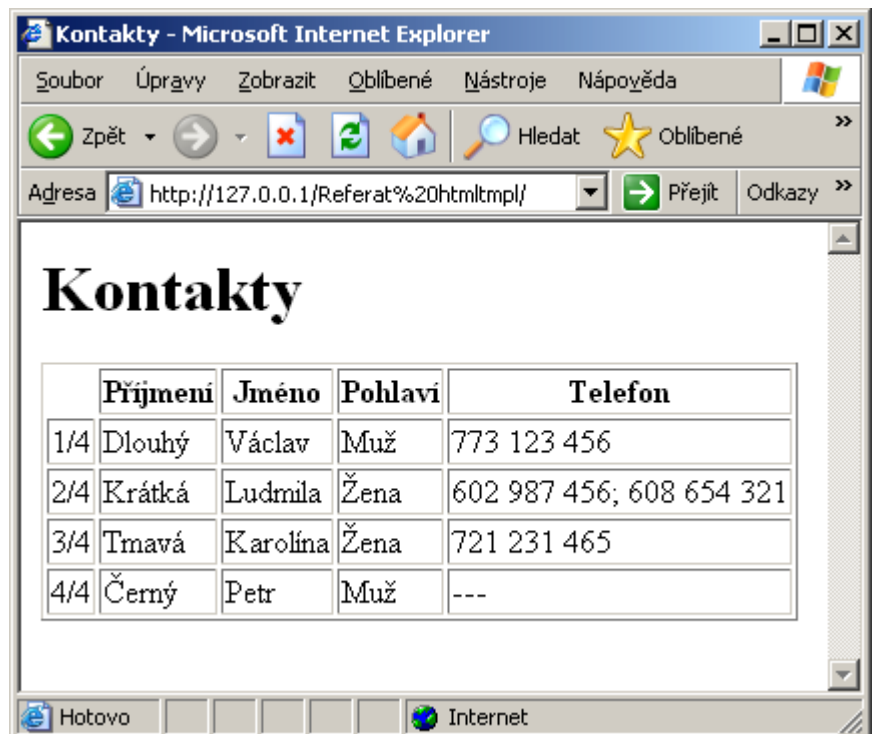 Kontakty - Microsoft Internet Explorer
Soubor Úpravy Zobrazit Oblíbené Nástroje Nápověda
Zpět Hledat Oblíbené »
Adresa http://127.0.0.1/Referat%20htmltmpl/ Přejít Odkazy »
Kontakty
Příjmení Jméno Pohlaví Telefon
1/4 Dlouhý Václav Muž 773 123 456
2/4 Krátká Ludmila Žena 602 987 456; 608 654 321
3/4 Tmavá Karolína Žena 721 231 465
4/4 Černý Petr Muž ---
Hotovo Internet